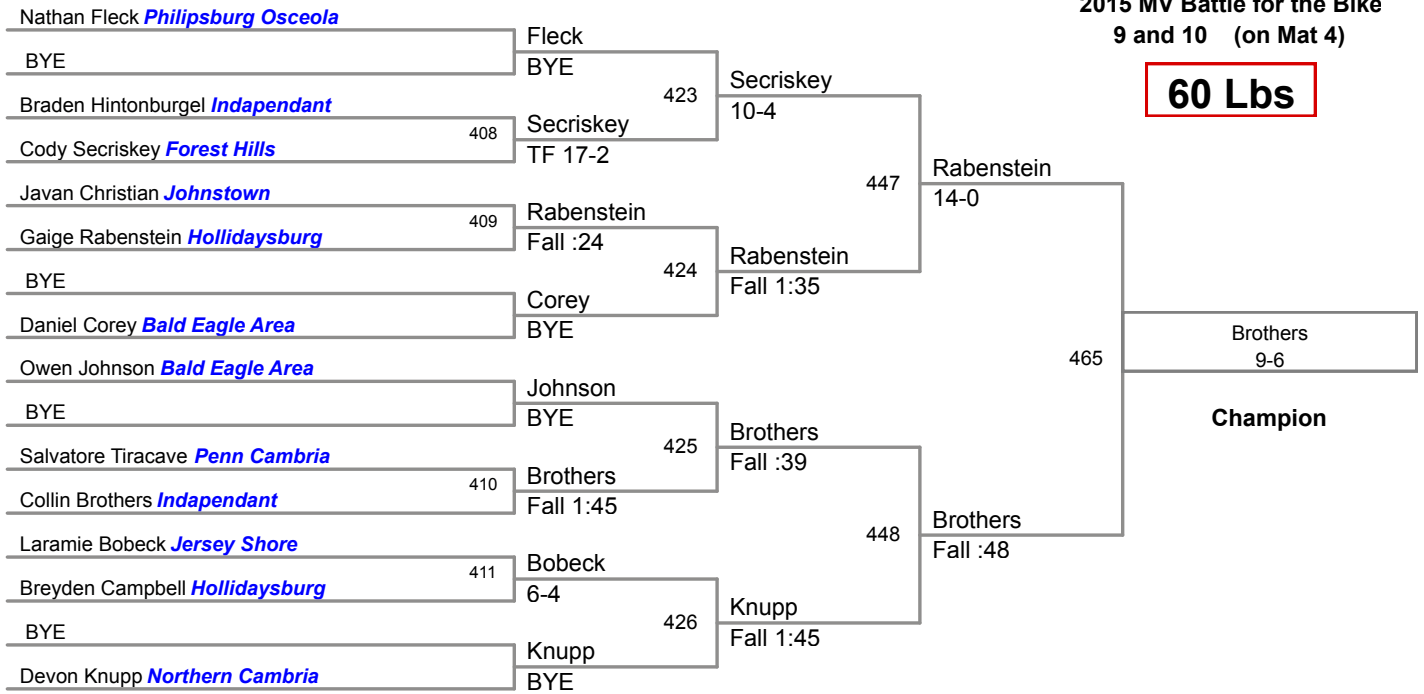 2015 MV Battle for the Bike
9 and 10 (on Mat 4)
60 Lbs
Nathan Fleck Philipsburg Osceola
BYE
Braden Hintonburgel Indapendant
408
Cody Secriskey Forest Hills
Javan Christian Johnstown
409
Gaige Rabenstein Hollidaysburg
BYE
Daniel Corey Bald Eagle Area
Owen Johnson Bald Eagle Area
BYE
Salvatore Tiracave Penn Cambria
410
Collin Brothers Indapendant
Laramie Bobeck Jersey Shore
411
Breyden Campbell Hollidaysburg
BYE
Devon Knupp Northern Cambria
Fleck
BYE
423
Secriskey
TF 17-2
Rabenstein
Fall :24
424
Corey
BYE
Johnson
BYE
425
Brothers
Fall 1:45
Bobeck
6-4
426
Knupp
BYE
Secriskey
10-4
447
Rabenstein
Fall 1:35
Brothers
Fall :39
448
Knupp
Fall 1:45
Rabenstein
14-0
465
Brothers
Fall :48
Brothers
9-6
Champion